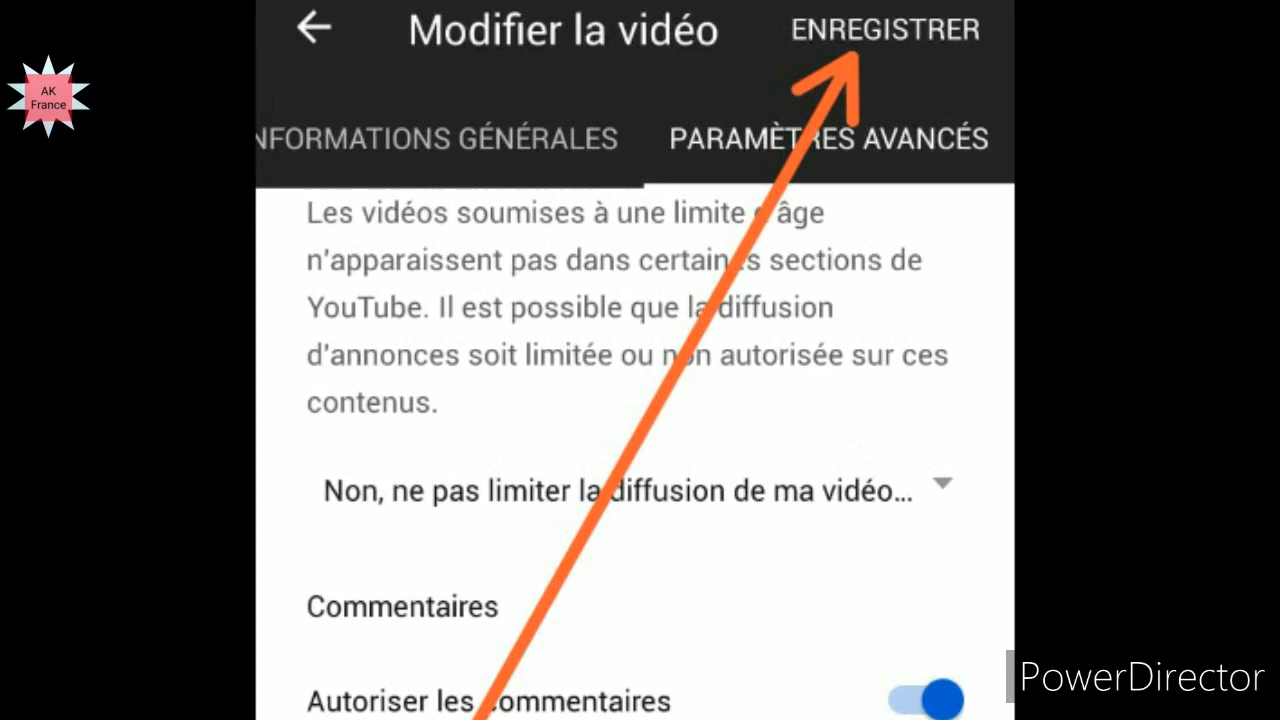 Modifier la vidéo
ENREGISTRER
AK
France
NFORMATIONS GÉNÉRALES
PARAMÈTRES AVANCÉS
Les vidéos soumises à une limite d'âge
n'apparaissent pas dans certaines sections de
YouTube. Il est possible que la diffusion
d'annonces soit limitée ou non autorisée sur ces
contenus.
Non, ne pas limiter la diffusion de ma vidéo...
Commentaires
PowerDirector
Autoriser les commentaires